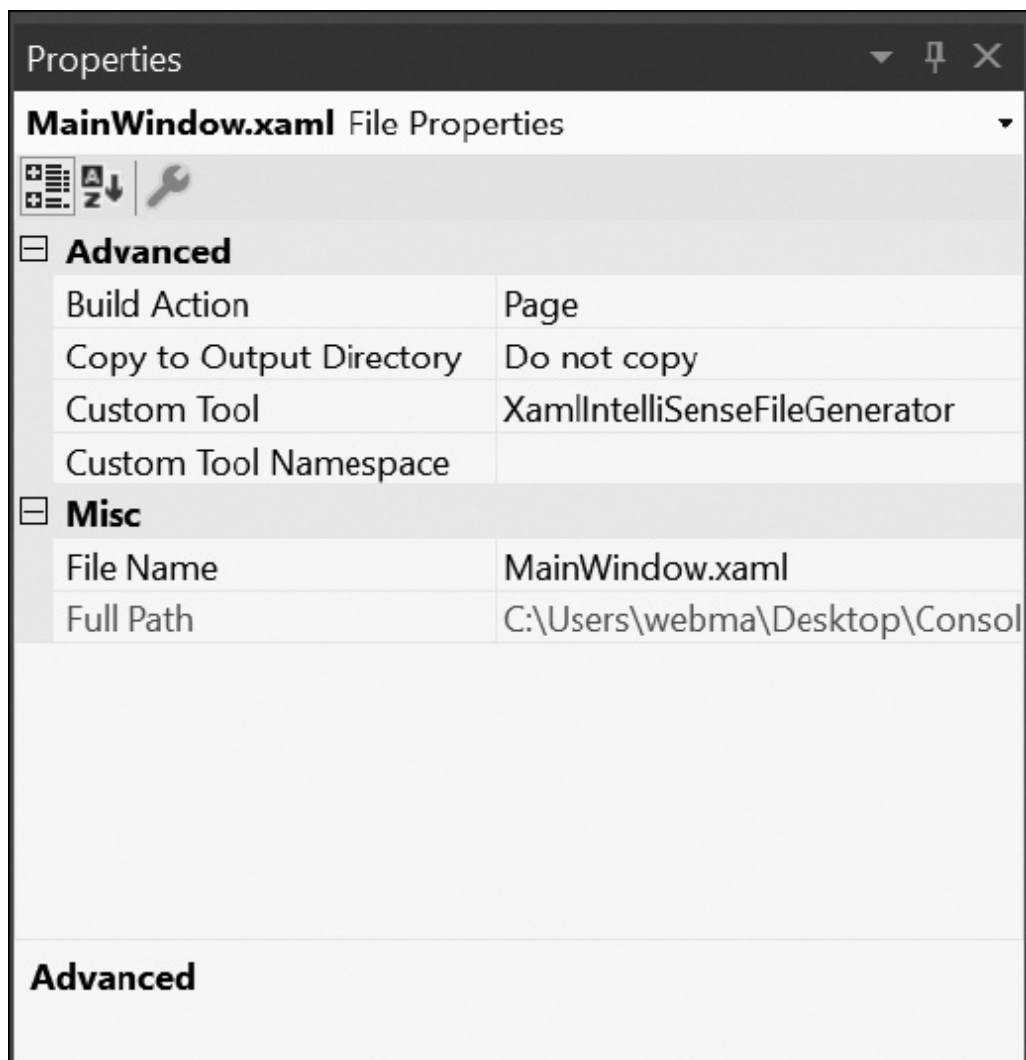 Properties
MainWindow.xaml File Properties
Advanced
Build Action Page
Copy to Output Directory Do not copy
Custom Tool XamlIntelliSenseFileGenerator
Custom Tool Namespace
Misc
File Name MainWindow.xaml
Full Path C:\Users\webma\Desktop\Consol
Advanced